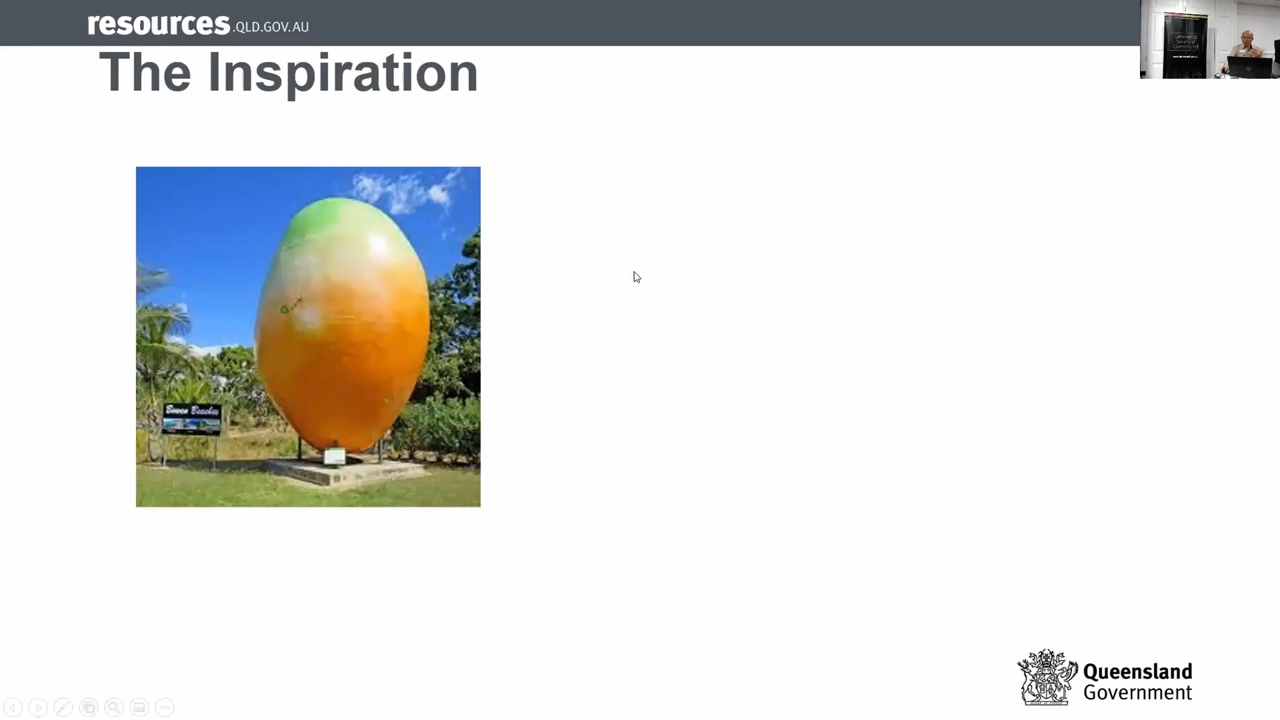 resources.QLD.GOV.AU
The Inspiration
Bowen Beaches
Queensland
Government